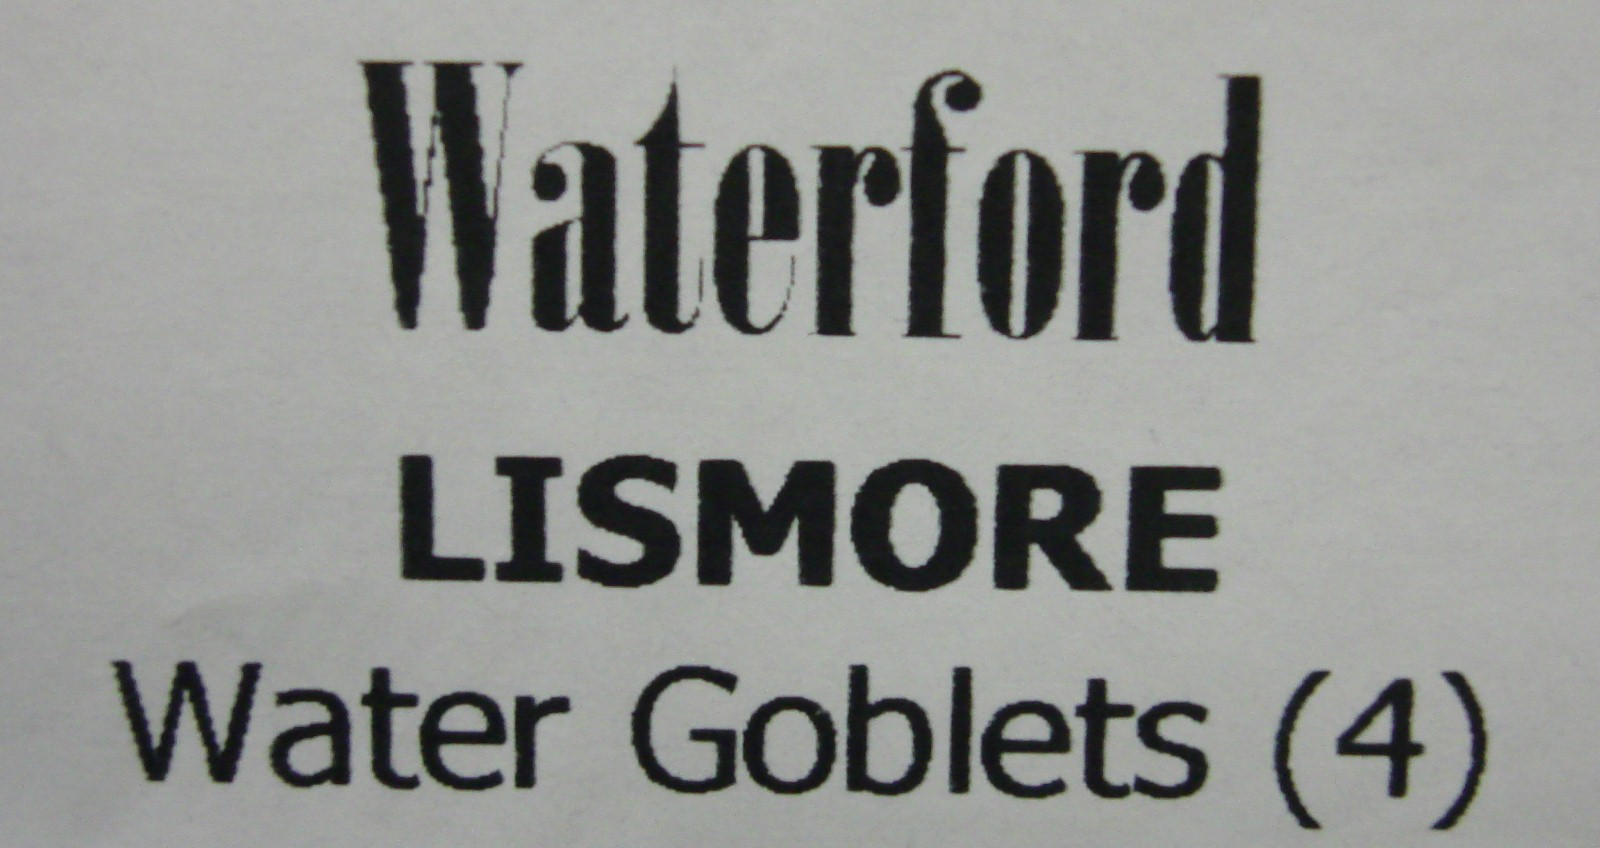 Waterford
LISMORE
Water Goblets (4)